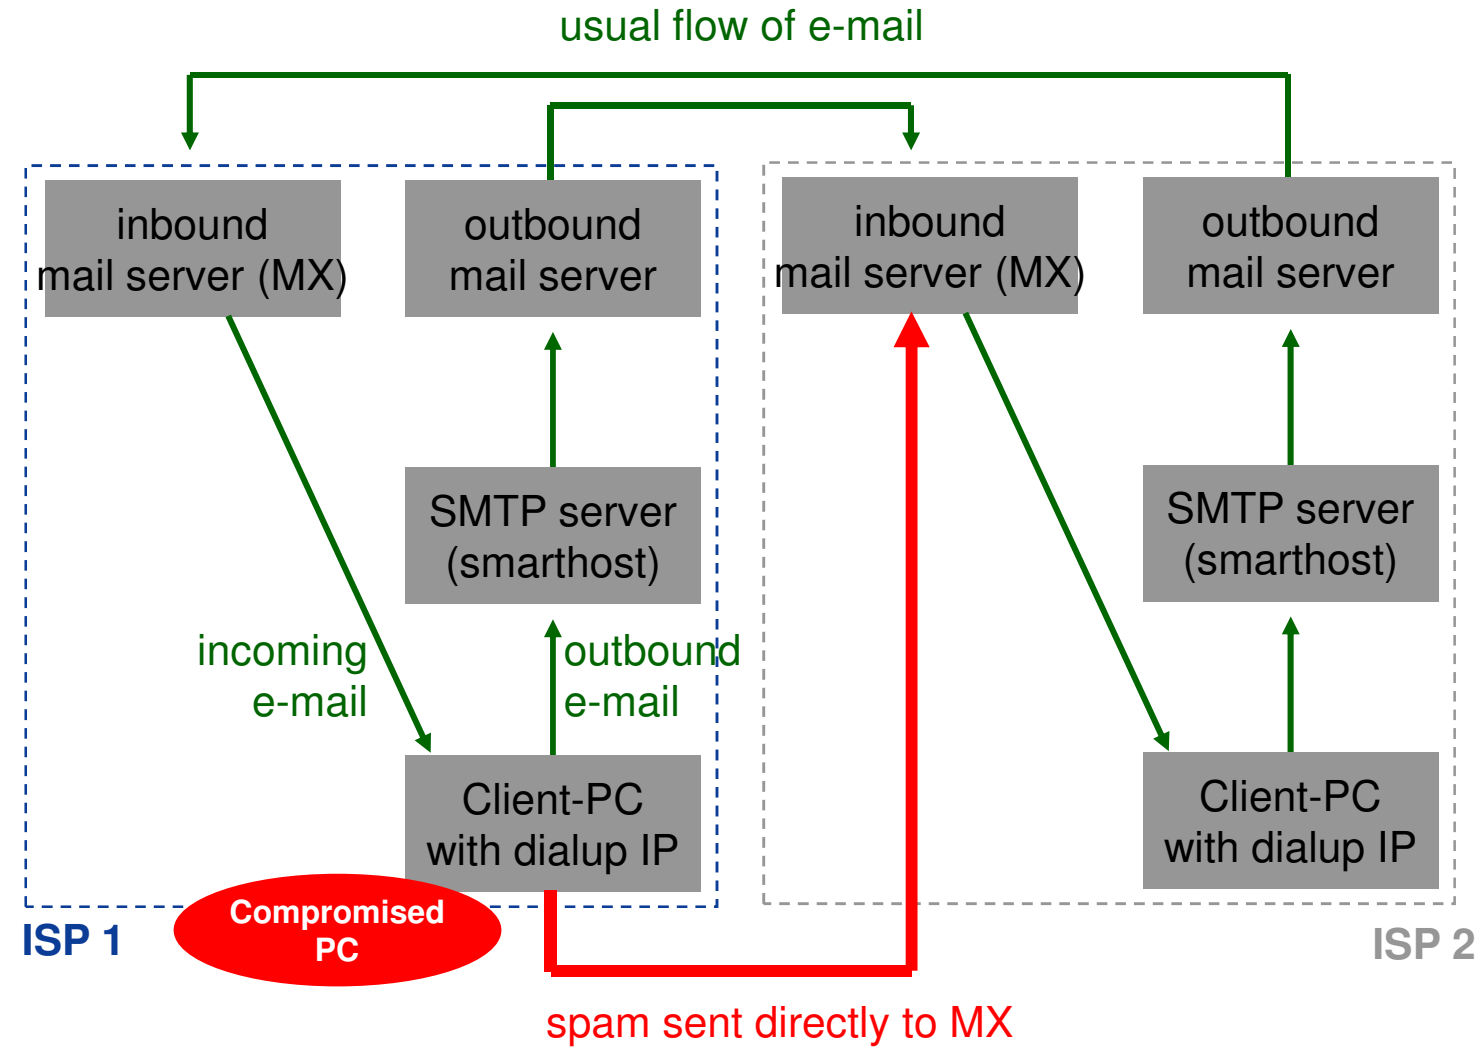 usual flow of e-mail
inbound
mail server (MX)
outbound
mail server
inbound
mail server (MX)
outbound
mail server
SMTP server
(smarthost)
SMTP server
(smarthost)
incoming
e-mail
outbound
e-mail
Client-PC
with dialup IP
Client-PC
with dialup IP
Compromised
PC
ISP 1
ISP 2
spam sent directly to MX